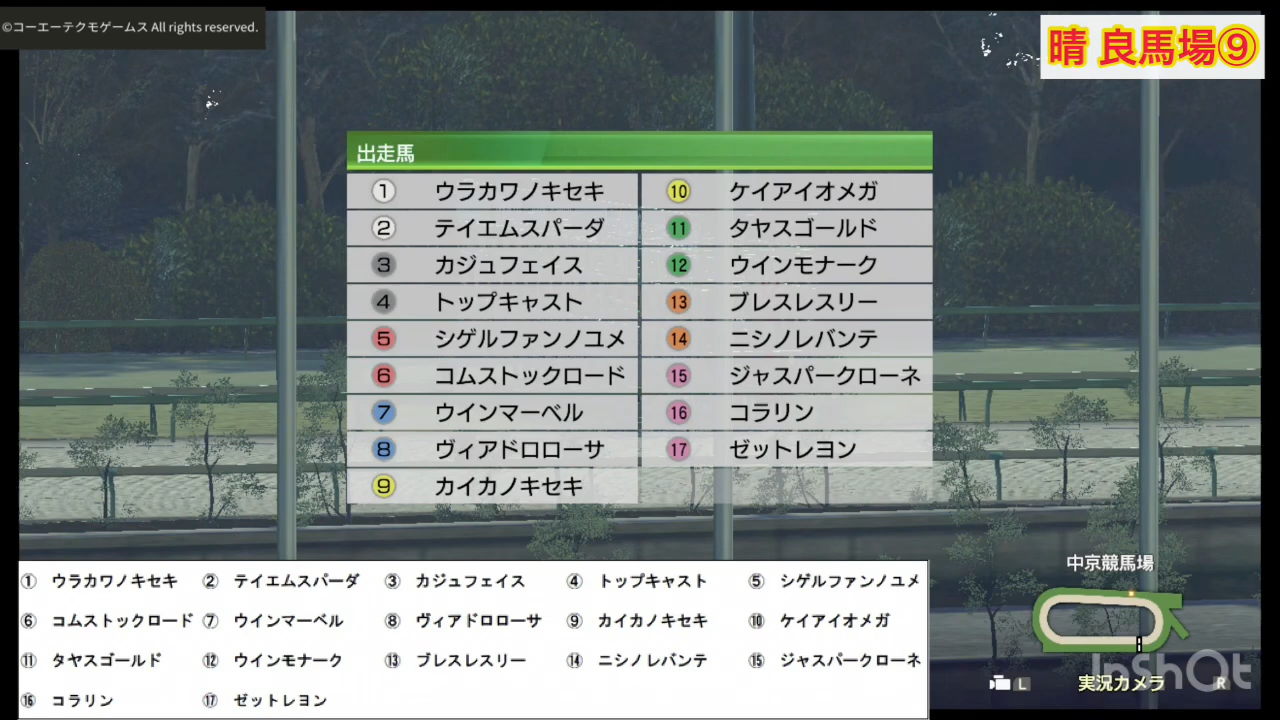 ©コーエーテクモゲームス All rights reserved.
晴 良馬場⑨
出走馬
1 ウラカワノキセキ 10 ケイアイオメガ
2 テイエムスパーダ 11 タヤスゴールド
3 カジュフェイス 12 ウインモナーク
4 トップキャスト 13 ブレスレスリー
5 シゲルファンノユメ 14 ニシノレバンテ
6 コムストックロード 15 ジャスパークローネ
7 ウインマーベル 16 コラリン
8 ヴィアドロローサ 17 ゼットレヨン
9 カイカノキセキ
① ウラカワノキセキ ② テイエムスパーダ ③ カジュフェイス ④ トップキャスト ⑤ シゲルファンノユメ
⑥ コムストックロード ⑦ ウインマーベル ⑧ ヴィアドロローサ ⑨ カイカノキセキ ⑩ ケイアイオメガ
⑪ タヤスゴールド ⑫ ウインモナーク ⑬ ブレスレスリー ⑭ ニシノレバンテ ⑮ ジャスパークローネ
⑯ コラリン ⑰ ゼットレヨン
中京競馬場
InShOt
L 実況カメラ R